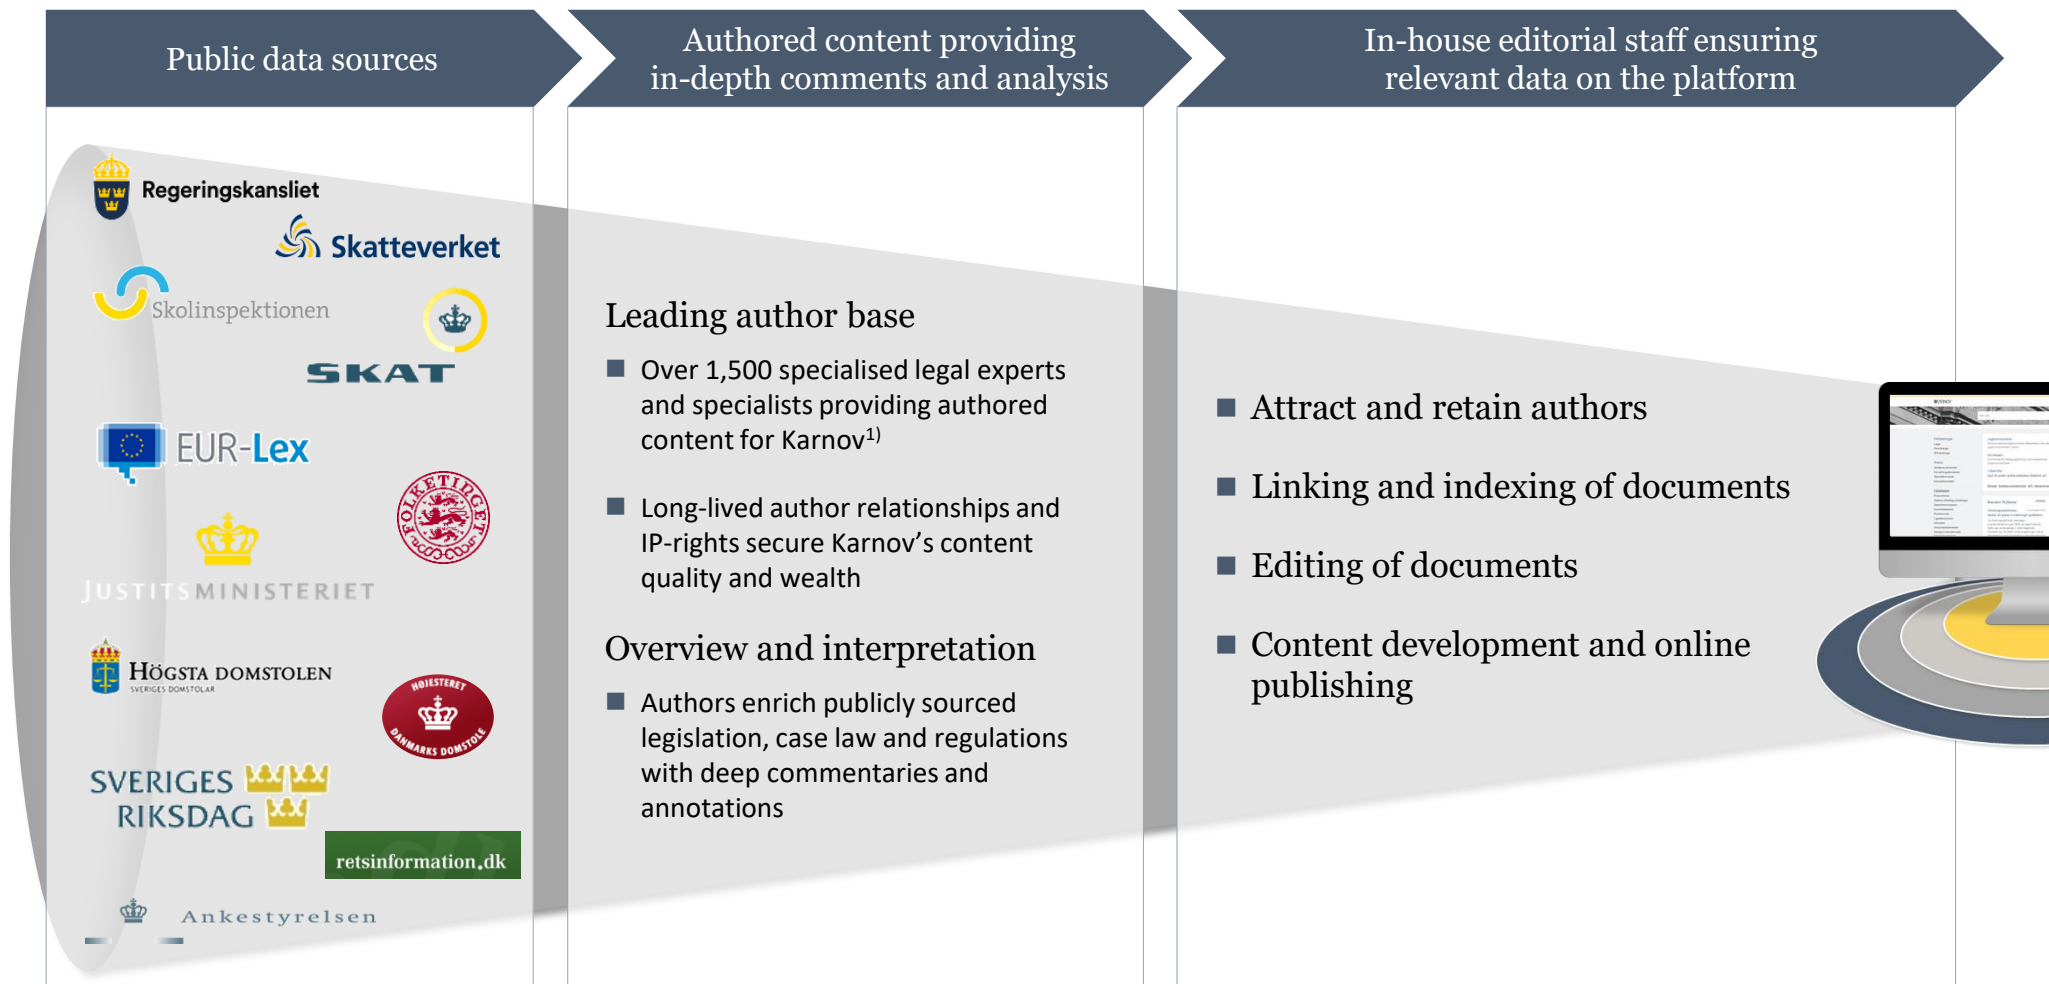 Public data sources
Authored content providing
in-depth comments and analysis
In-house editorial staff ensuring
relevant data on the platform
Regeringskansliet
Skatteverket
Skolinspektionen
SKAT
EUR-Lex
FOLKETINGET
JUSTITSMINISTERIET
HÖGSTA DOMSTOLEN
SVERIGES DOMSTOLAR
HØJESTERET
DANMARKS DOMSTOLE
SVERIGES
RIKSDAG
retsinformation.dk
Ankestyrelsen
Leading author base
■ Over 1,500 specialised legal experts
and specialists providing authored
content for Karnov1)
■ Long-lived author relationships and
IP-rights secure Karnov’s content
quality and wealth
Overview and interpretation
■ Authors enrich publicly sourced
legislation, case law and regulations
with deep commentaries and
annotations
■ Attract and retain authors
■ Linking and indexing of documents
■ Editing of documents
■ Content development and online
publishing